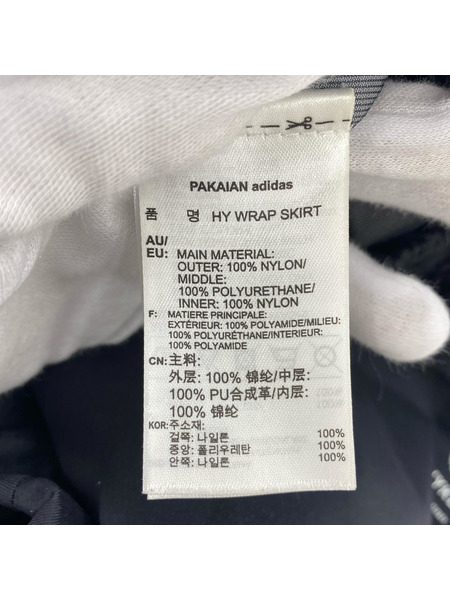 PAKAIAN adidas
품 명 HY WRAP SKIRT
AU/
EU: MAIN MATERIAL:
OUTER: 100% NYLON/
MIDDLE:
100% POLYURETHANE/
INNER: 100% NYLON
F: MATIERE PRINCIPALE:
EXTÉRIEUR: 100% POLYAMIDE/MILIEU:
100% POLYURÉTHANE/INTERIEUR:
100% POLYAMIDE
CN: 主料:
外层: 100% 锦纶/中层:
100% PU合成革/内层:
100% 锦纶
KOR: 주소재:
겉쪽: 나일론 100%
중앙: 폴리우레탄 100%
안쪽: 나일론 100%